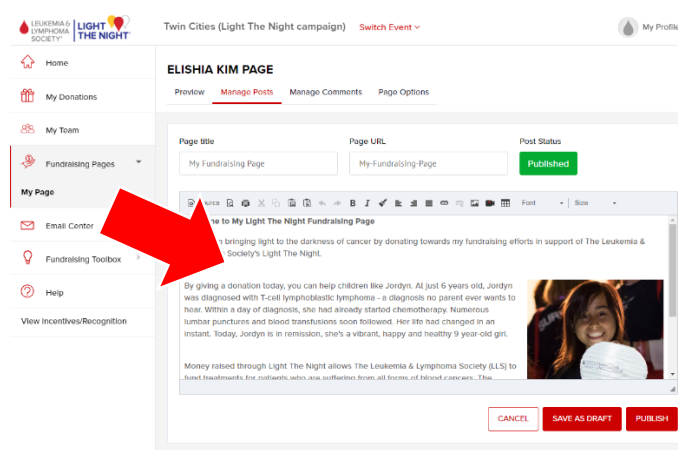 LEUKEMIA &
LYMPHOMA
SOCIETY
LIGHT
THE NIGHT
Twin Cities (Light The Night campaign) Switch Event
My Profile
Home
My Donations
My Team
Fundraising Pages
My Page
Email Center
Fundraising Toolbox
Help
View Incentives/Recognition
ELISHIA KIM PAGE
Preview Manage Posts Manage Comments Page Options
Page title Page URL Post Status
My Fundraising Page My-Fundraising-Page Published
B I Font Size
to My Light The Night Fundraising Page
bringing light to the darkness of cancer by donating towards my fundraising efforts in support of The Leukemia &
Society's Light The Night.
By giving a donation today, you can help children like Jordyn. At just 6 years old, Jordyn
was diagnosed with T-cell lymphoblastic lymphoma - a diagnosis no parent ever wants to
hear. Within a day of diagnosis, she had already started chemotherapy. Numerous
lumbar punctures and blood transfusions soon followed. Her life had changed in an
instant. Today, Jordyn is in remission, she's a vibrant, happy and healthy 9-year-old girl.
Money raised through Light The Night allows The Leukemia & Lymphoma Society (LLS) to
fund treatments for patients who are suffering from all forms of blood cancers. The
CANCEL SAVE AS DRAFT PUBLISH